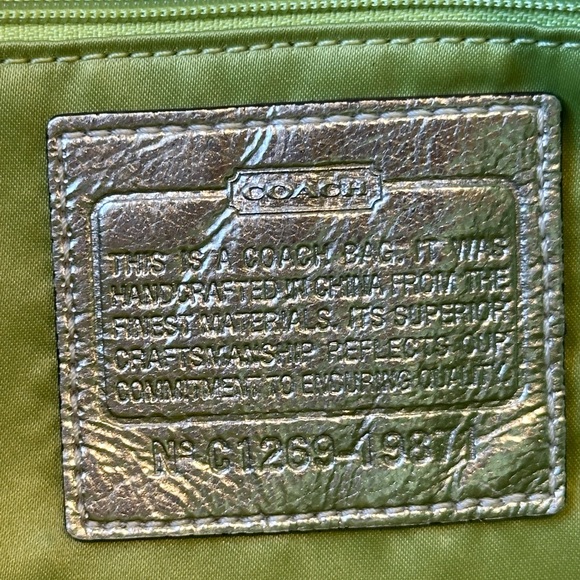 COACH
THIS IS A COACH BAG. IT WAS
HANDCRAFTED IN CHINA FROM THE
FINEST MATERIALS. ITS SUPERIOR
CRAFTSMANSHIP REFLECTS OUR
COMMITMENT TO ENDURING QUALITY.
Nº C1269-19871